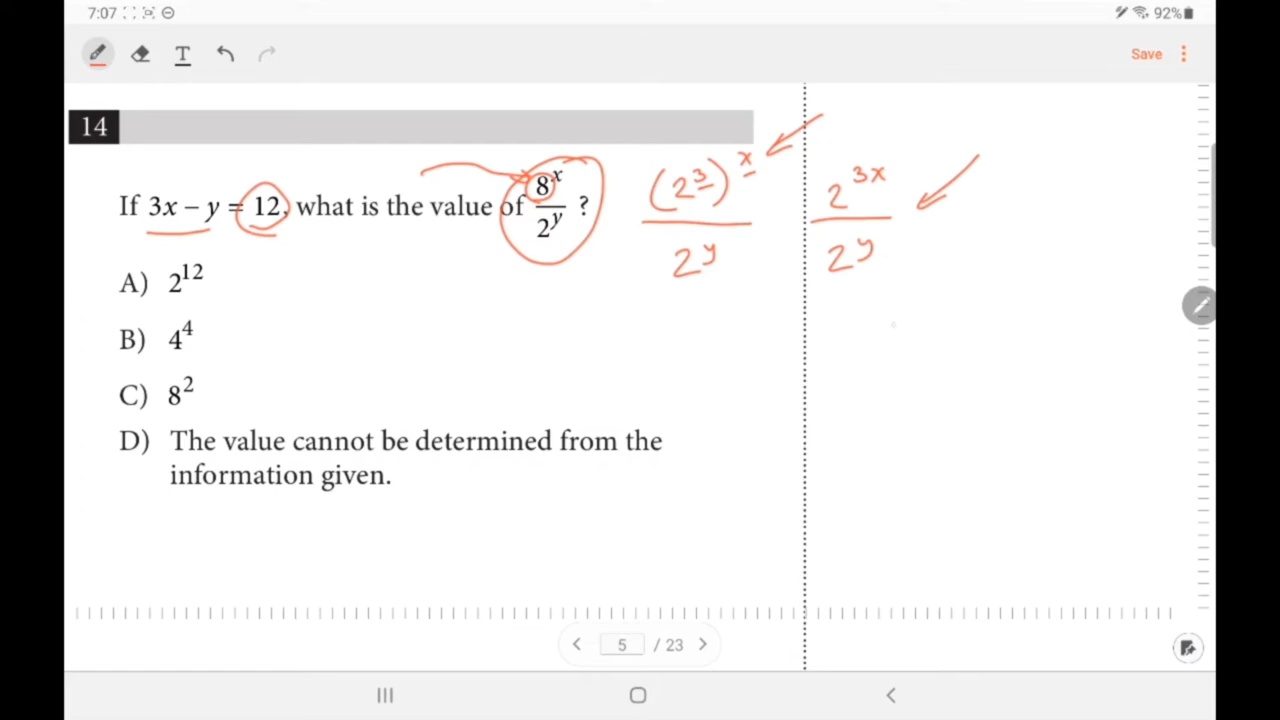 7:07 92%
T Save
14
If 3x − y = 12, what is the value of 8^x / 2^y ?
(2^3)^x / 2^y
2^3x / 2^y
A) 2^12
B) 4^4
C) 8^2
D) The value cannot be determined from the
information given.
5 / 23